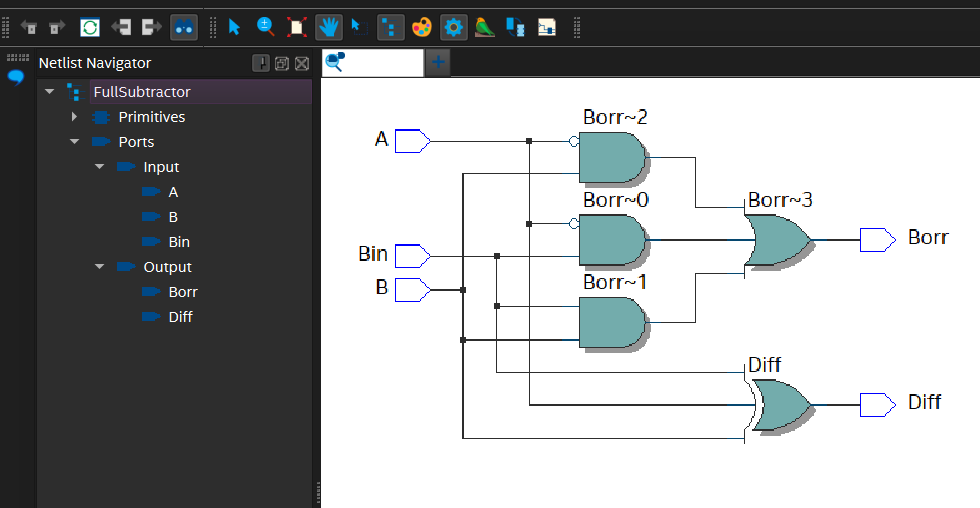 Netlist Navigator
FullSubtractor
Primitives
Ports
Input
A
B
Bin
Output
Borr
Diff
Borr~2
A
Borr~0
Borr~3
Bin
Borr
B
Borr~1
Diff
Diff